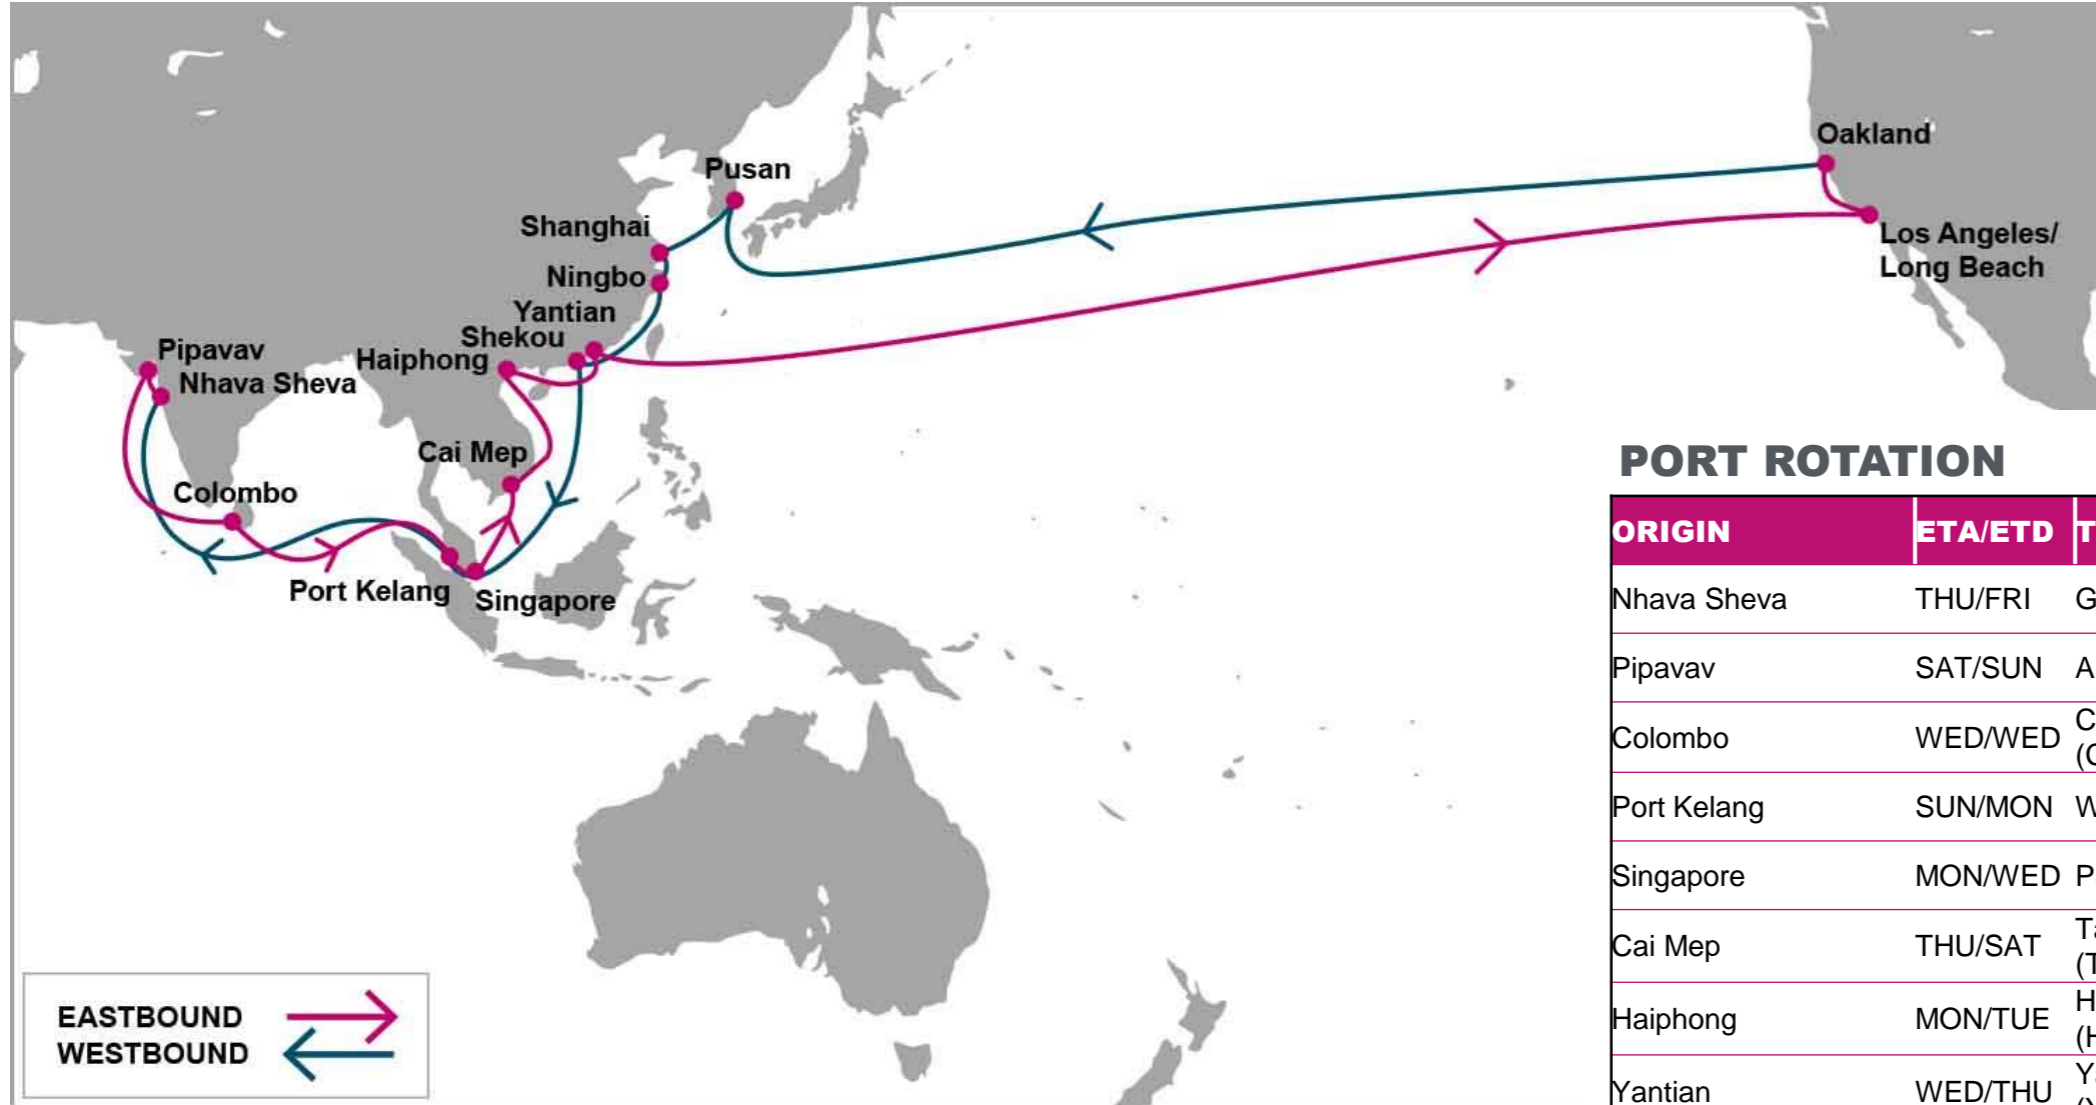 Oakland
Pusan
Shanghai
Los Angeles/
Long Beach
Ningbo
Yantian
Shekou
Pipavav
Haiphong
Nhava Sheva
Cai Mep
Colombo
Port Kelang
Singapore
EASTBOUND
WESTBOUND
PORT ROTATION
ORIGIN ETA/ETD
Nhava Sheva THU/FRI
Pipavav SAT/SUN
Colombo WED/WED
Port Kelang SUN/MON
Singapore MON/WED
Cai Mep THU/SAT
Haiphong MON/TUE
Yantian WED/THU